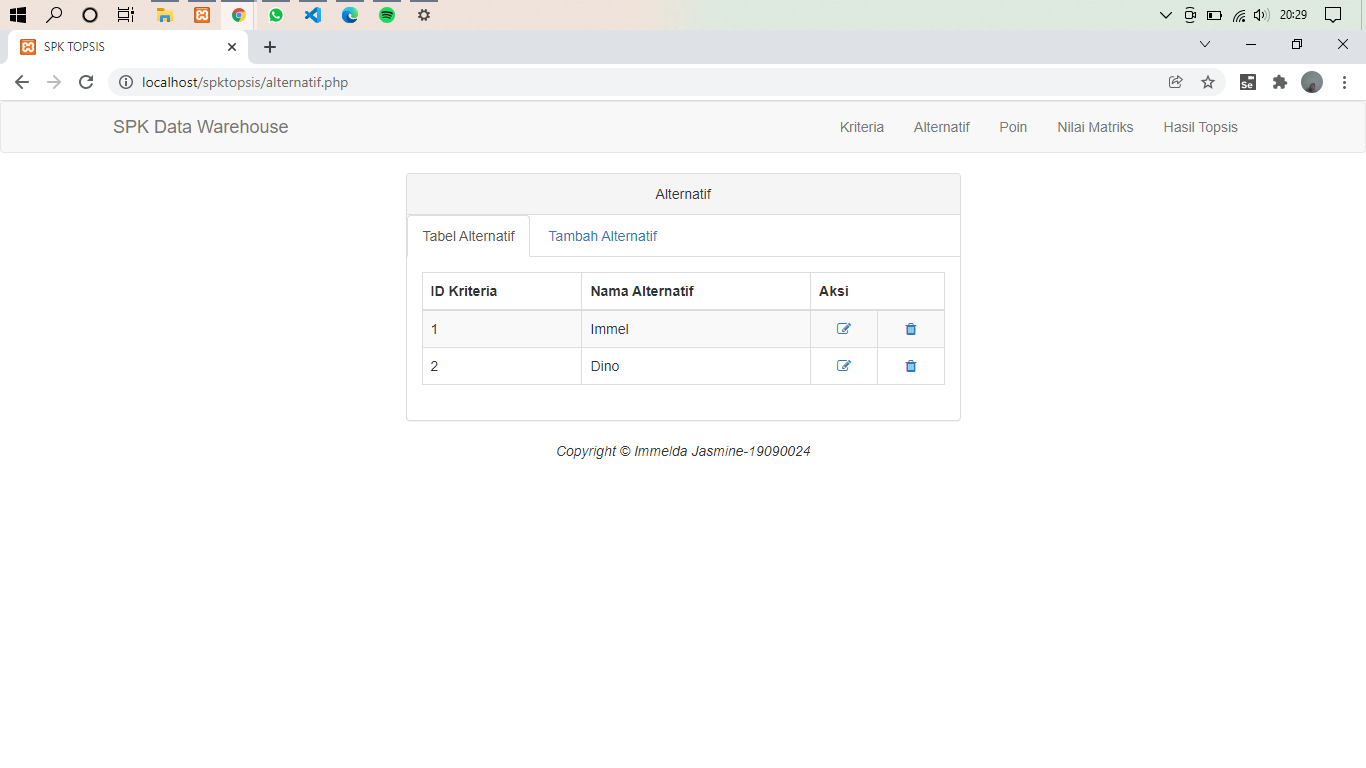 20:29
SPK TOPSIS
localhost/spktopsis/alternatif.php
Se
SPK Data Warehouse Kriteria Alternatif Poin Nilai Matriks Hasil Topsis
Alternatif
Tabel Alternatif Tambah Alternatif
ID Kriteria Nama Alternatif Aksi
1 Immel
2 Dino
Copyright © Immelda Jasmine-19090024